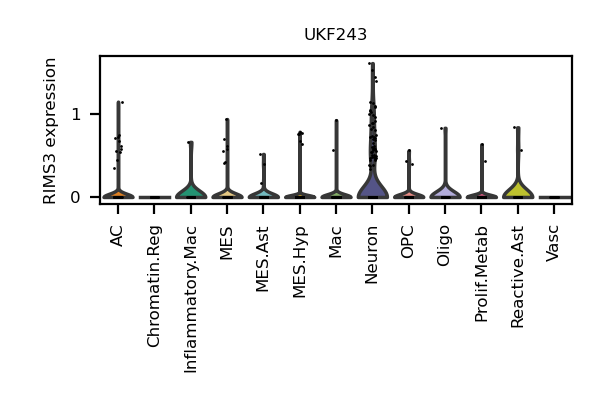 UKF243
RIMS3 expression
1
0
AC
Chromatin.Reg
Inflammatory.Mac
MES
MES.Ast
MES.Hyp
Mac
Neuron
OPC
Oligo
Prolif.Metab
Reactive.Ast
Vasc